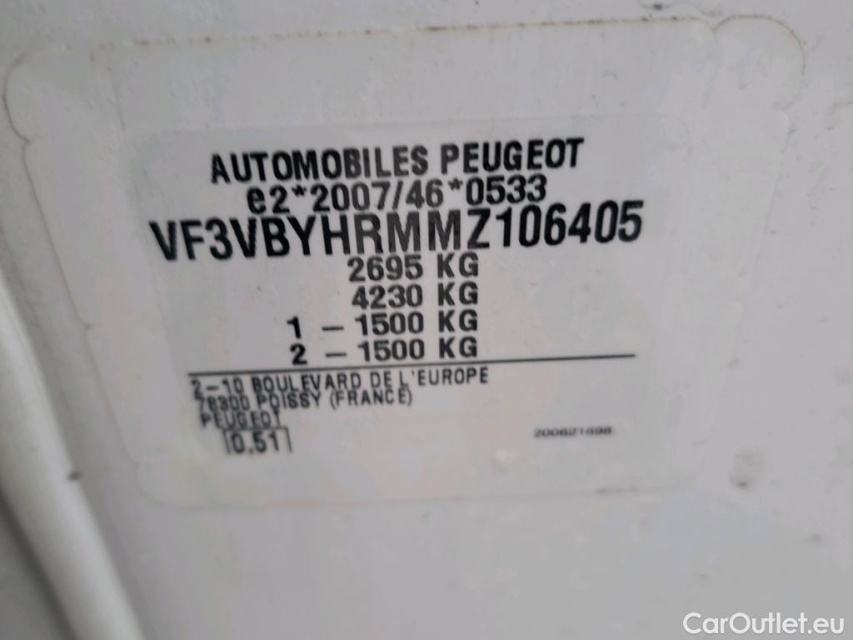 AUTOMOBILES PEUGEOT
e2*2007/46*0533
VF3VBYHRMMZ106405
2695 KG
4230 KG
1 - 1500 KG
2 - 1500 KG
2-10 BOULEVARD DE L'EUROPE
78300 POISSY (FRANCE)
PEUGEOT
0.51
CarOutlet.eu